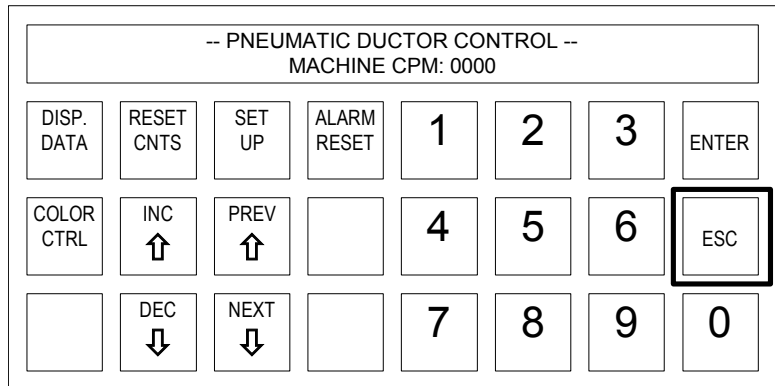 -- PNEUMATIC DUCTOR CONTROL --
MACHINE CPM: 0000
DISP. DATA
RESET CNTS
SET UP
ALARM RESET
1
2
3
ENTER
COLOR CTRL
INC
PREV
4
5
6
ESC
DEC
NEXT
7
8
9
0